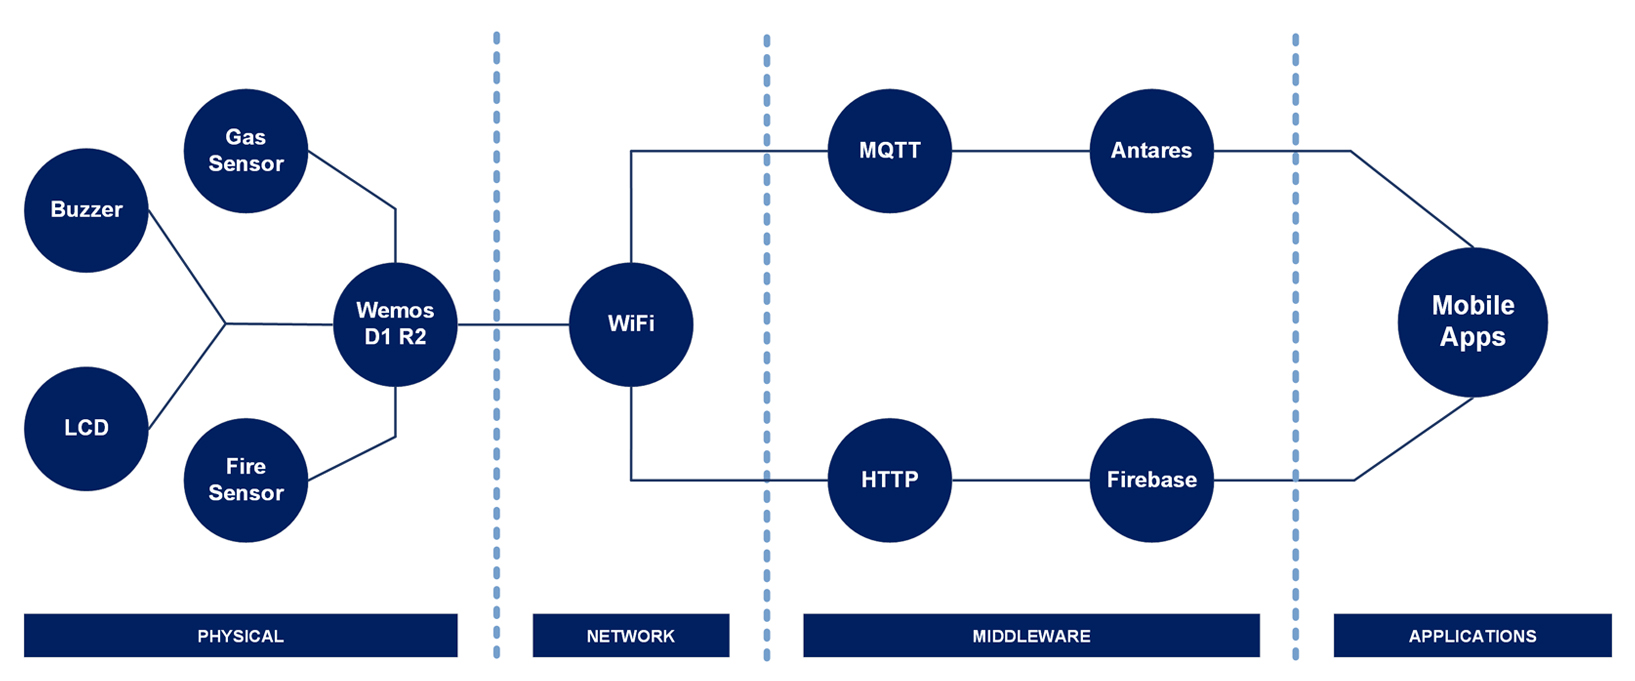 Gas
Sensor
Buzzer
Wemos
D1 R2
LCD
Fire
Sensor
WiFi
MQTT
Antares
HTTP
Firebase
Mobile
Apps
PHYSICAL
NETWORK
MIDDLEWARE
APPLICATIONS